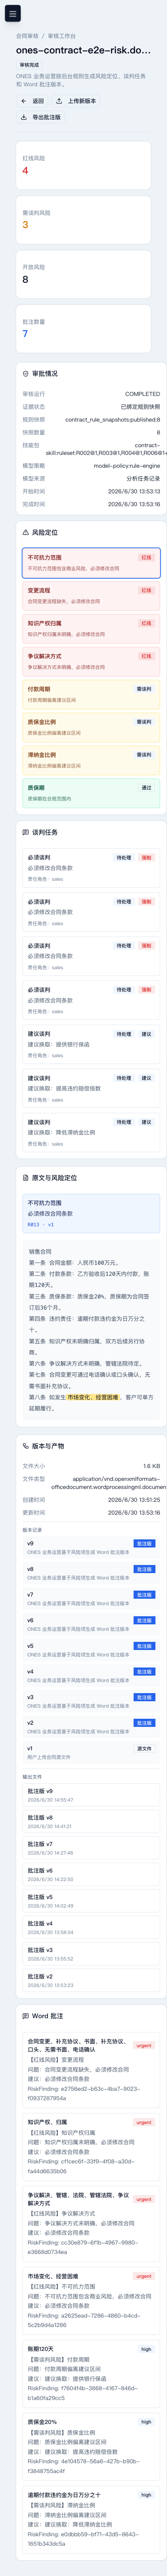 合同审核 / 审核工作台
ones-contract-e2e-risk.do...
审核完成
ONES 业务运营跟后台规则生成风险定位、谈判任务
和 Word 批注版本。
返回
上传新版本
导出批注版
红线风险
4
需谈判风险
3
开放风险
8
批注数量
7
审批情况
审核运行
COMPLETED
证据状态
已绑定规则快照
规则快照
contract_rule_snapshots:published:8
快照数量
8
技能包
contract-
skill:ruleset:R002@1,R003@1,R004@1,R006@1
模型策略
model-policy:rule-engine
模型来源
分析任务记录
开始时间
2026/6/30 13:53:13
完成时间
2026/6/30 13:53:16
风险定位
不可抗力范围
红线
不可抗力范围包含商业风险,必须修改合同
变更流程
红线
合同变更流程缺失,必须修改合同
知识产权归属
红线
知识产权归属未明确,必须修改合同
争议解决方式
红线
争议解决方式未明确,必须修改合同
付款周期
需谈判
付款周期偏离建议区间
质保金比例
需谈判
质保金比例偏离建议区间
滞纳金比例
需谈判
滞纳金比例偏离建议区间
质保期
通过
质保期在合规范围内
谈判任务
必须谈判
待处理
强制
必须修改合同条款
责任角色:sales
必须谈判
待处理
强制
必须修改合同条款
责任角色:sales
必须谈判
待处理
强制
必须修改合同条款
责任角色:sales
必须谈判
待处理
强制
必须修改合同条款
责任角色:sales
建议谈判
待处理
建议
建议换取:提供银行保函
责任角色:sales
建议谈判
待处理
建议
建议换取:提高违约赔偿倍数
责任角色:sales
建议谈判
待处理
建议
建议换取:降低滞纳金比例
责任角色:sales
原文与风险定位
不可抗力范围
必须修改合同条款
R013 · v1
销售合同
第一条 合同金额:人民币100万元。
第二条 付款条款:乙方验收后120天内付款,账
期120天。
第三条 质保条款:质保金20%,质保期为合同签
订后36个月。
第四条 违约责任:逾期付款违约金为日万分之
十。
第五条 知识产权未明确归属,双方后续另行协
商。
第六条 争议解决方式未明确,管辖法院待定。
第七条 合同变更可通过电话确认或口头确认,无
需书面补充协议。
第八条 如发生市场变化、经营困难,客户可单方
延期履行。
版本与产物
文件大小
1.6 KB
文件类型
application/vnd.openxmlformats-
officedocument.wordprocessingml.documen
创建时间
2026/6/30 13:51:25
更新时间
2026/6/30 13:53:16
版本记录
v9
批注版
ONES 业务运营基于风险项生成 Word 批注版本
v8
批注版
ONES 业务运营基于风险项生成 Word 批注版本
v7
批注版
ONES 业务运营基于风险项生成 Word 批注版本
v6
批注版
ONES 业务运营基于风险项生成 Word 批注版本
v5
批注版
ONES 业务运营基于风险项生成 Word 批注版本
v4
批注版
ONES 业务运营基于风险项生成 Word 批注版本
v3
批注版
ONES 业务运营基于风险项生成 Word 批注版本
v2
批注版
ONES 业务运营基于风险项生成 Word 批注版本
v1
源文件
用户上传合同源文件
输出文件
批注版 v9
2026/6/30 14:55:47
批注版 v8
2026/6/30 14:41:21
批注版 v7
2026/6/30 14:27:48
批注版 v6
2026/6/30 14:22:50
批注版 v5
2026/6/30 14:02:49
批注版 v4
2026/6/30 13:58:04
批注版 v3
2026/6/30 13:55:52
批注版 v2
2026/6/30 13:53:23
Word 批注
合同变更、补充协议、书面、补充协议、
口头、无需书面、电话确认
urgent
【红线风险】变更流程
问题:合同变更流程缺失,必须修改合同
建议:必须修改合同条款
RiskFinding: e2756ed2-b63c-4ba7-9023-
f0937287954a
知识产权、归属
urgent
【红线风险】知识产权归属
问题:知识产权归属未明确,必须修改合同
建议:必须修改合同条款
RiskFinding: cf1cec6f-33f9-4f08-a30d-
fa44d6635b06
争议解决、管辖、法院、管辖法院、争议
解决方式
urgent
【红线风险】争议解决方式
问题:争议解决方式未明确,必须修改合同
建议:必须修改合同条款
RiskFinding: cc30e879-6f1b-4967-9980-
e3668d0734ea
市场变化、经营困难
urgent
【红线风险】不可抗力范围
问题:不可抗力范围包含商业风险,必须修改合同
建议:必须修改合同条款
RiskFinding: a2625ead-7286-4860-b4cd-
5c2b9d4a1266
账期120天
high
【需谈判风险】付款周期
问题:付款周期偏离建议区间
建议:建议换取:提供银行保函
RiskFinding: f7604f4b-3868-4167-846d-
b1a60fa29cc5
质保金20%
high
【需谈判风险】质保金比例
问题:质保金比例偏离建议区间
建议:建议换取:提高违约赔偿倍数
RiskFinding: 4e104578-56a6-427b-b90b-
f3848755ac4f
逾期付款违约金为日万分之十
high
【需谈判风险】滞纳金比例
问题:滞纳金比例偏离建议区间
建议:建议换取:降低滞纳金比例
RiskFinding: e0dbbb59-bf71-43d5-8643-
1651b343dc5a